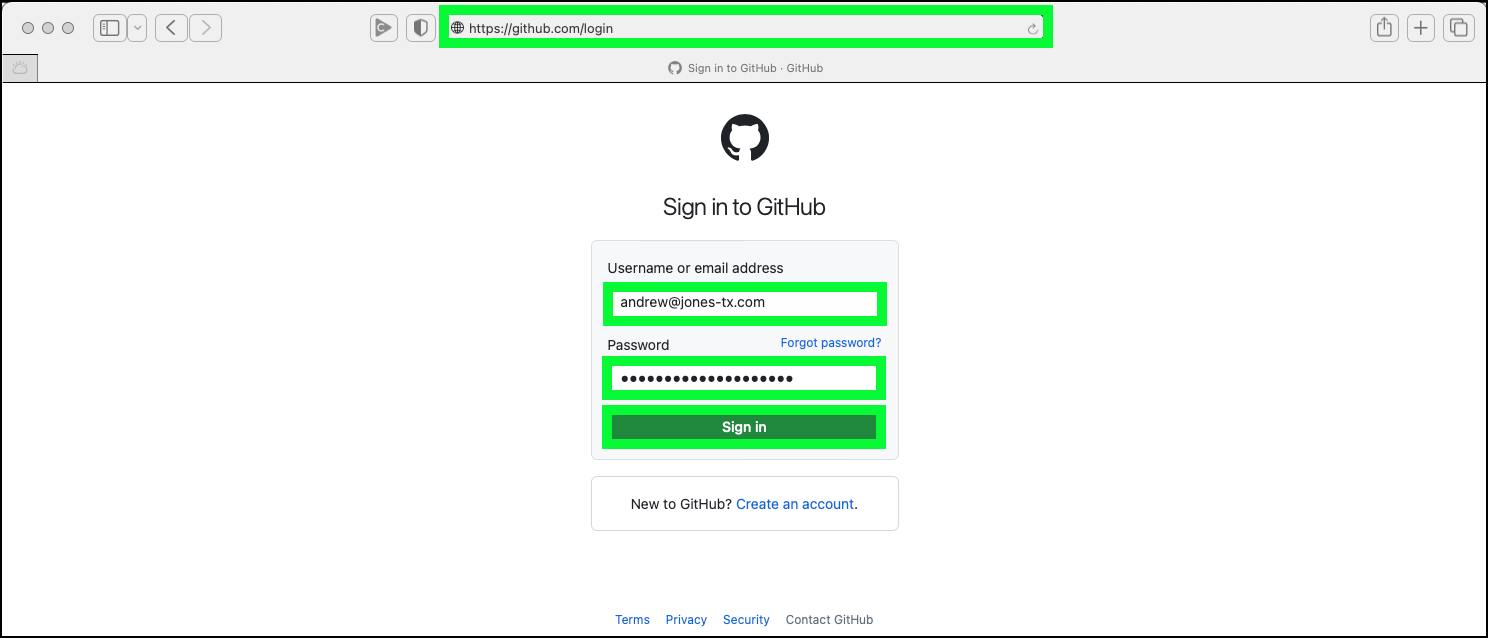 https://github.com/login
Sign in to GitHub · GitHub
Sign in to GitHub
Username or email address
andrew@jones-tx.com
Password Forgot password?
●●●●●●●●●●●●●●●●●●●●
Sign in
New to GitHub? Create an account.
Terms Privacy Security Contact GitHub